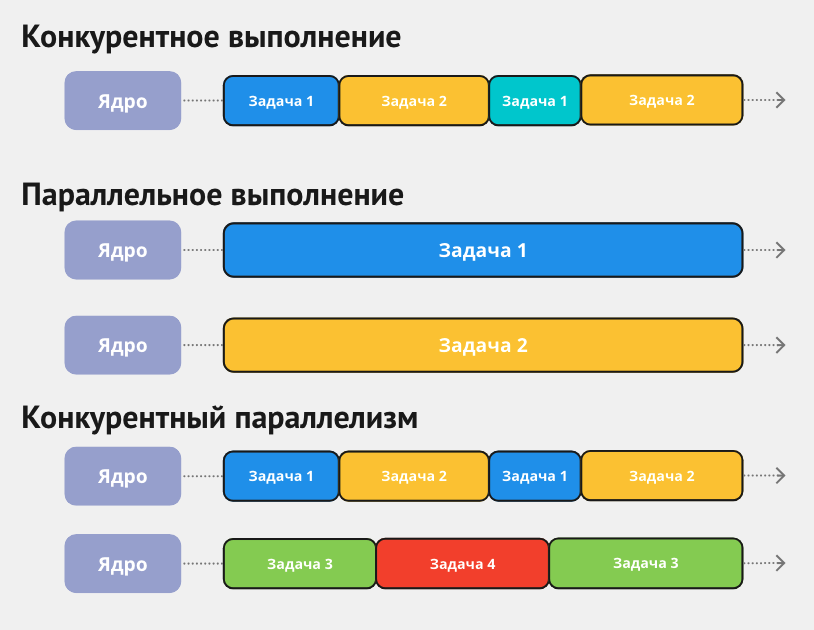 Конкурентное выполнение
Ядро Задача 1 Задача 2 Задача 1 Задача 2
Параллельное выполнение
Ядро Задача 1
Ядро Задача 2
Конкурентный параллелизм
Ядро Задача 1 Задача 2 Задача 1 Задача 2
Ядро Задача 3 Задача 4 Задача 3